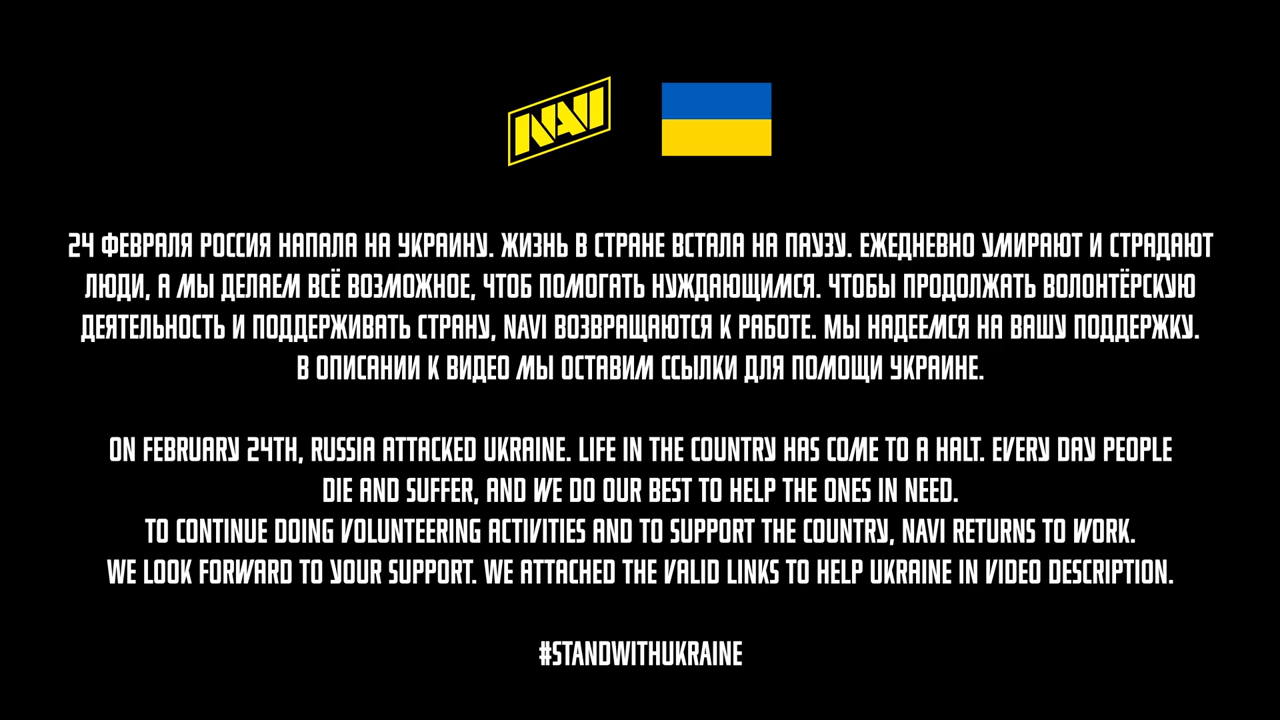 NAVI
24 ФЕВРАЛЯ РОССИЯ НАПАЛА НА УКРАИНУ. ЖИЗНЬ В СТРАНЕ ВСТАЛА НА ПАУЗУ. ЕЖЕДНЕВНО УМИРАЮТ И СТРАДАЮТ
ЛЮДИ, А МЫ ДЕЛАЕМ ВСЁ ВОЗМОЖНОЕ, ЧТОБ ПОМОГАТЬ НУЖДАЮЩИМСЯ. ЧТОБЫ ПРОДОЛЖАТЬ ВОЛОНТЁРСКУЮ
ДЕЯТЕЛЬНОСТЬ И ПОДДЕРЖИВАТЬ СТРАНУ, NAVI ВОЗВРАЩАЮТСЯ К РАБОТЕ. МЫ НАДЕЕМСЯ НА ВАШУ ПОДДЕРЖКУ.
В ОПИСАНИИ К ВИДЕО МЫ ОСТАВИМ ССЫЛКИ ДЛЯ ПОМОЩИ УКРАИНЕ.
ON FEBRUARY 24TH, RUSSIA ATTACKED UKRAINE. LIFE IN THE COUNTRY HAS COME TO A HALT. EVERY DAY PEOPLE
DIE AND SUFFER, AND WE DO OUR BEST TO HELP THE ONES IN NEED.
TO CONTINUE DOING VOLUNTEERING ACTIVITIES AND TO SUPPORT THE COUNTRY, NAVI RETURNS TO WORK.
WE LOOK FORWARD TO YOUR SUPPORT. WE ATTACHED THE VALID LINKS TO HELP UKRAINE IN VIDEO DESCRIPTION.
#STANDWITHUKRAINE